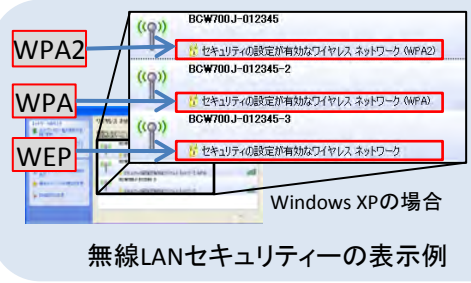 BCW700J-012345
WPA2
セキュリティの設定が有効なワイヤレス ネットワーク (WPA2)
BCW700J-012345-2
WPA
セキュリティの設定が有効なワイヤレス ネットワーク (WPA)
BCW700J-012345-3
WEP
セキュリティの設定が有効なワイヤレス ネットワーク
Windows XPの場合
無線LANセキュリティーの表示例